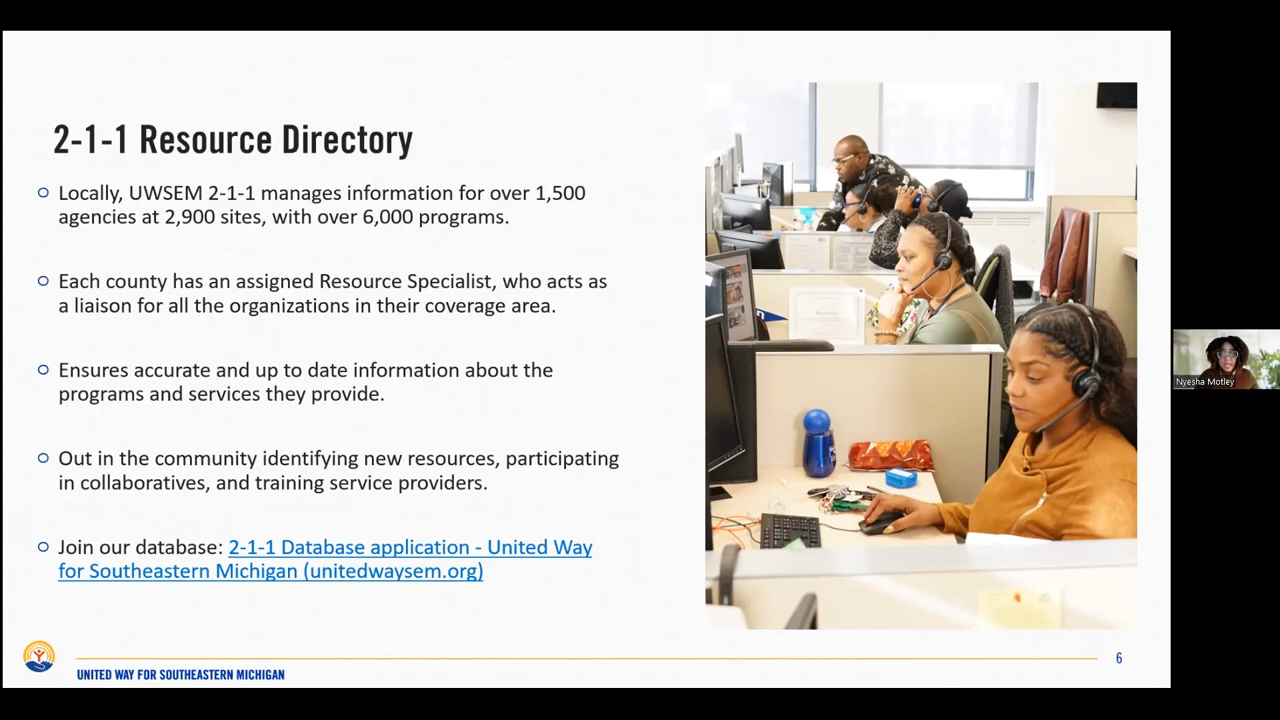 2-1-1 Resource Directory
Locally, UWSEM 2-1-1 manages information for over 1,500
agencies at 2,900 sites, with over 6,000 programs.
Each county has an assigned Resource Specialist, who acts as
a liaison for all the organizations in their coverage area.
Ensures accurate and up to date information about the
programs and services they provide.
Out in the community identifying new resources, participating
in collaboratives, and training service providers.
Join our database: 2-1-1 Database application - United Way
for Southeastern Michigan (unitedwaysem.org)
UNITED WAY FOR SOUTHEASTERN MICHIGAN
6
Nyesha Motley